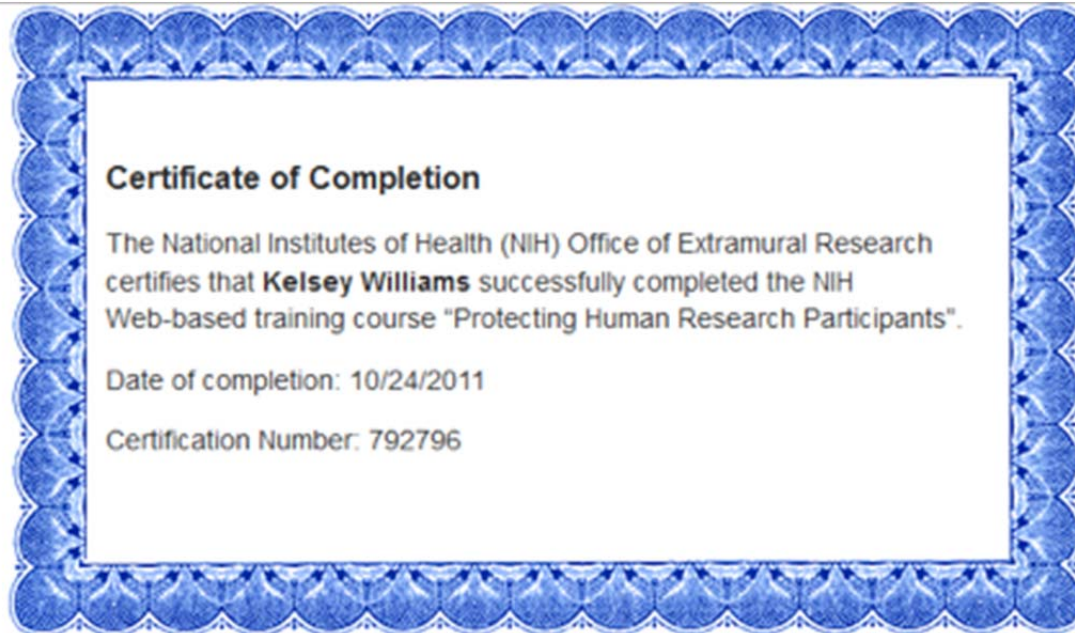 Certificate of Completion
The National Institutes of Health (NIH) Office of Extramural Research
certifies that Kelsey Williams successfully completed the NIH
Web-based training course "Protecting Human Research Participants".
Date of completion: 10/24/2011
Certification Number: 792796